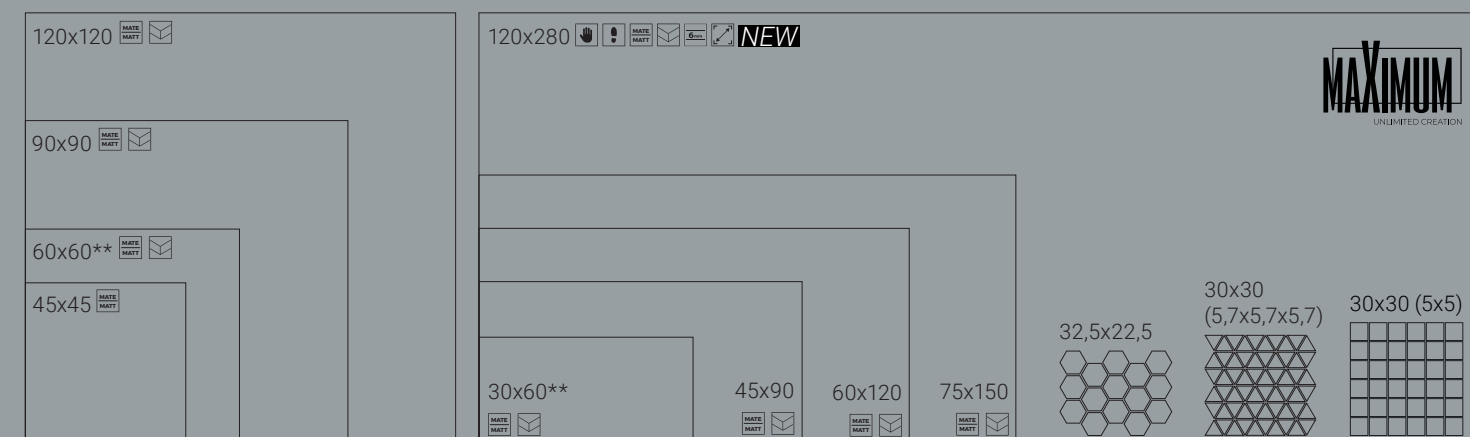 120x120 MATE MATT
90x90 MATE MATT
60x60** MATE MATT
45x45 MATE MATT
120x280 MATE MATT 6mm NEW
MAXIMUM
UNLIMITED CREATION
30x60**
MATE MATT
45x90
MATE MATT
60x120
MATE MATT
75x150
MATE MATT
32,5x22,5
30x30
(5,7x5,7x5,7)
30x30 (5x5)